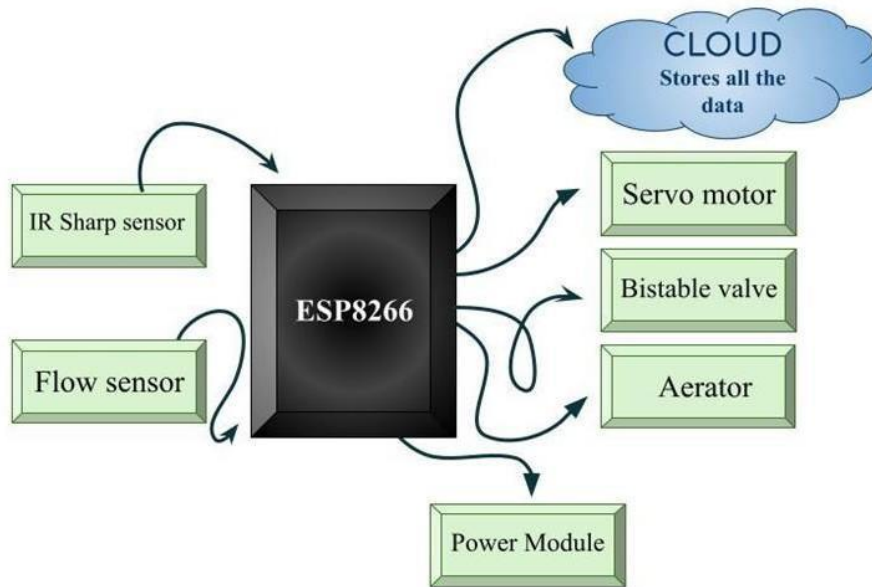 CLOUD
Stores all the
data
IR Sharp sensor
Servo motor
ESP8266
Bistable valve
Flow sensor
Aerator
Power Module